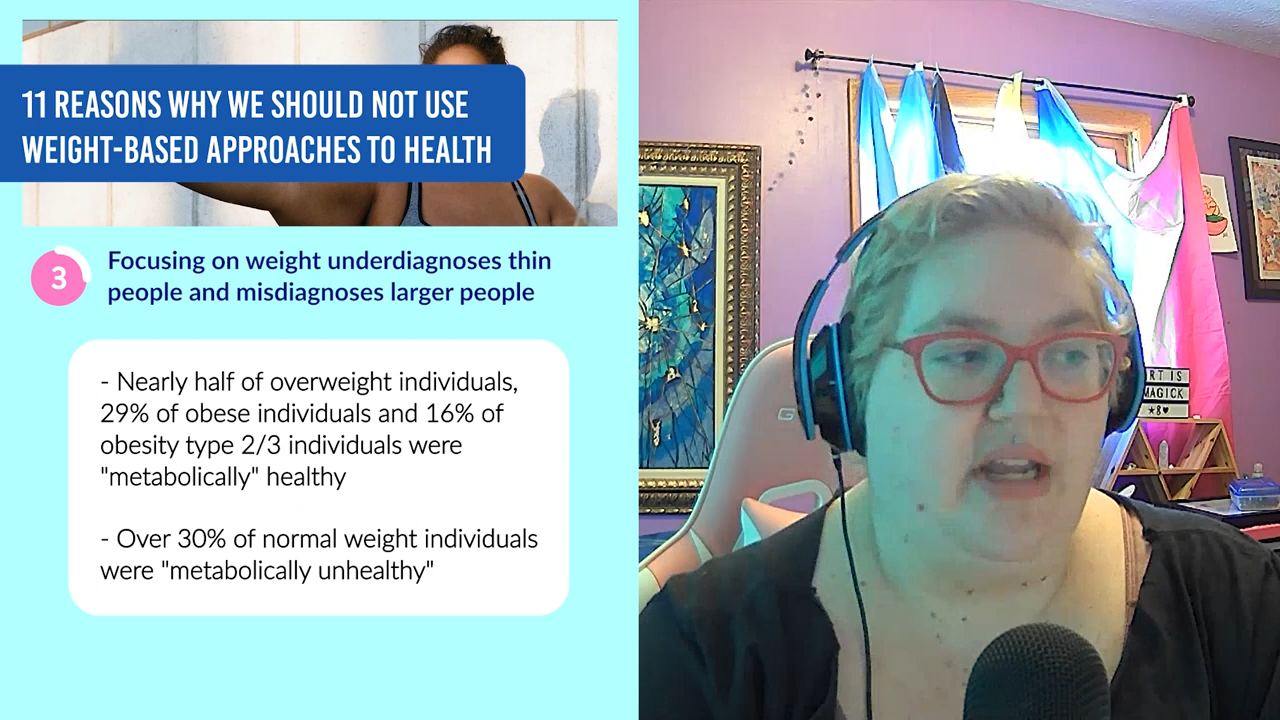 11 REASONS WHY WE SHOULD NOT USE
WEIGHT-BASED APPROACHES TO HEALTH
3
Focusing on weight underdiagnoses thin
people and misdiagnoses larger people
- Nearly half of overweight individuals,
29% of obese individuals and 16% of
obesity type 2/3 individuals were
"metabolically" healthy
- Over 30% of normal weight individuals
were "metabolically unhealthy"
RT IS
MAGICK
★8♥